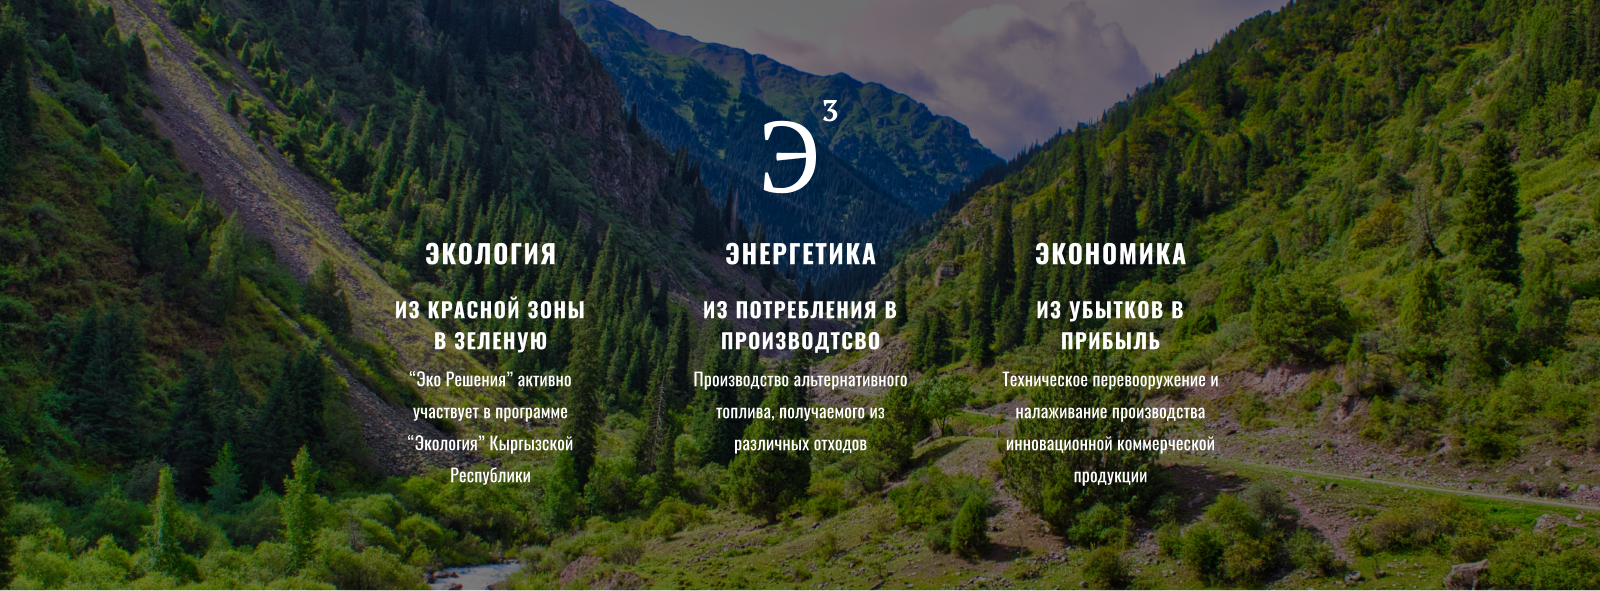 Э³
ЭКОЛОГИЯ
ИЗ КРАСНОЙ ЗОНЫ
В ЗЕЛЕНУЮ
“Эко Решения” активно
участвует в программе
“Экология” Кыргызской
Республики
ЭНЕРГЕТИКА
ИЗ ПОТРЕБЛЕНИЯ В
ПРОИЗВОДТСВО
Производство альтернативного
топлива, получаемого из
различных отходов
ЭКОНОМИКА
ИЗ УБЫТКОВ В
ПРИБЫЛЬ
Техническое перевооружение и
налаживание производства
инновационной коммерческой
продукции